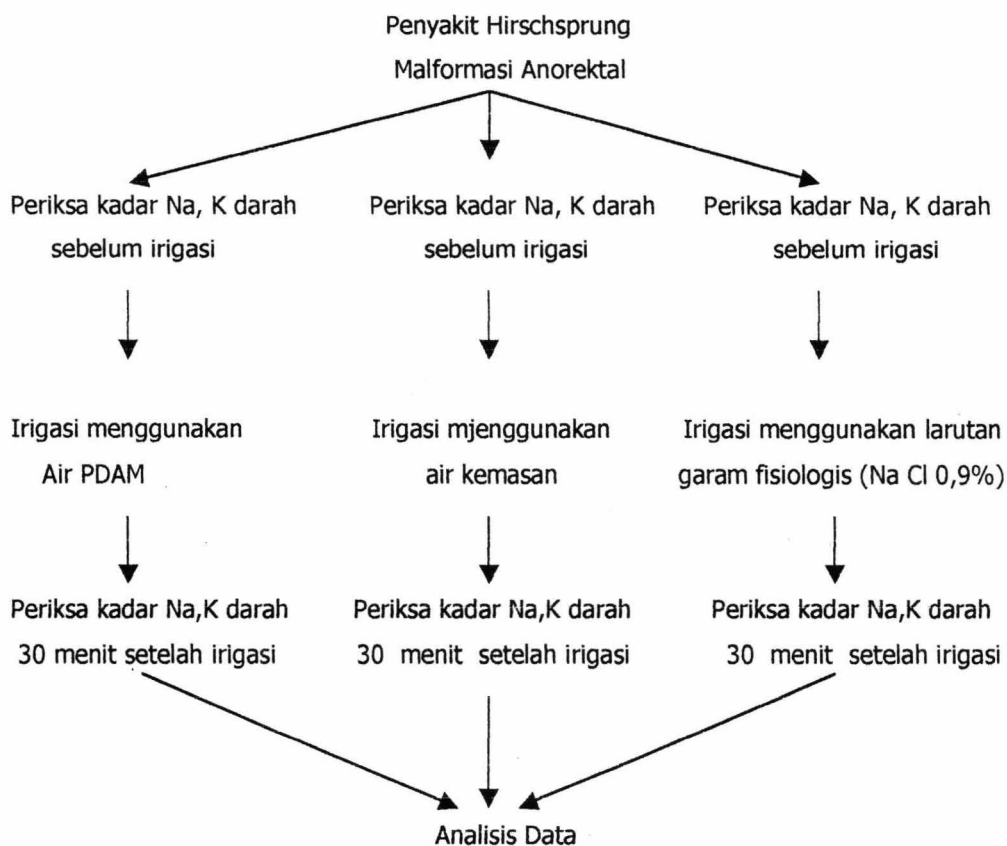 Penyakit Hirschsprung
Malformasi Anorektal
Periksa kadar Na, K darah
sebelum irigasi
Periksa kadar Na, K darah
sebelum irigasi
Periksa kadar Na, K darah
sebelum irigasi
Irigasi menggunakan
Air PDAM
Irigasi mjenggunakan
air kemasan
Irigasi menggunakan larutan
garam fisiologis (Na Cl 0,9%)
Periksa kadar Na,K darah
30 menit setelah irigasi
Periksa kadar Na,K darah
30 menit setelah irigasi
Periksa kadar Na,K darah
30 menit setelah irigasi
Analisis Data